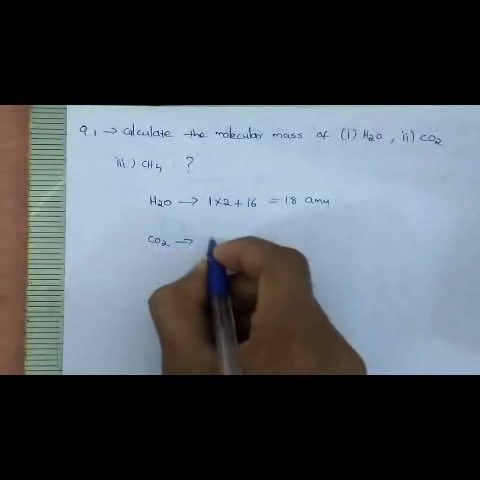 Q1 → Calculate the molecular mass of (i) H2O, ii) CO2
iii) CH4 ?
H2O → 1×2+16 = 18 amu
CO2 →